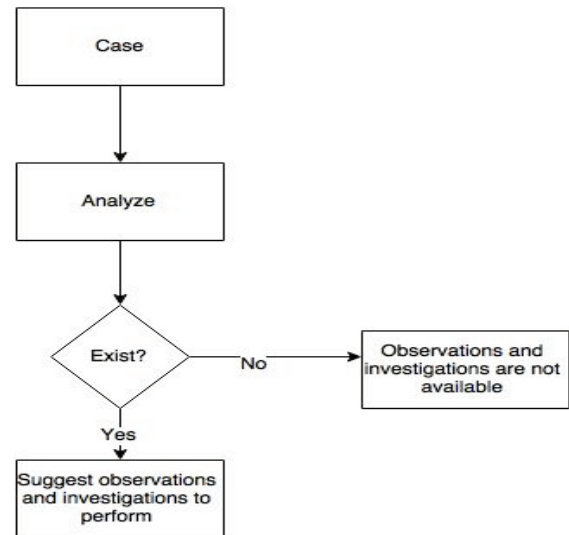 Case
Analyze
Exist?
No
Observations and
investigations are not
available
Yes
Suggest observations
and investigations to
perform